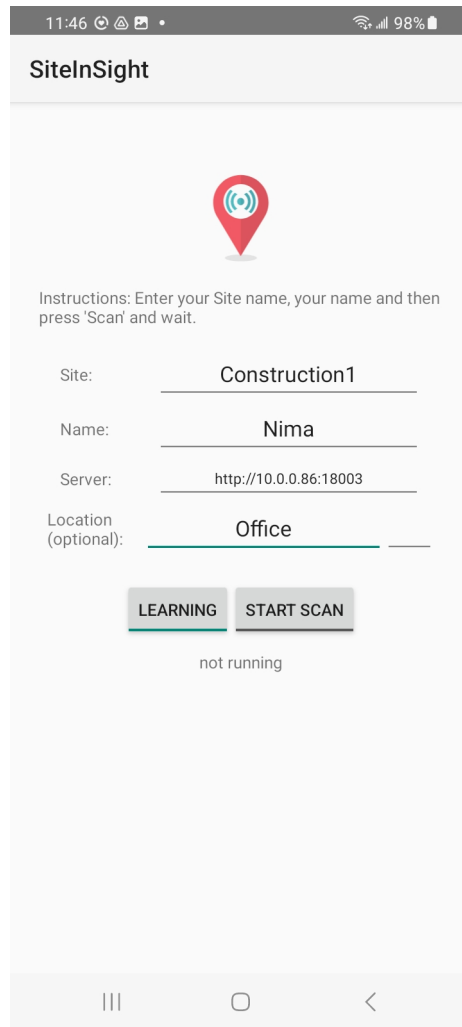 11:46 98%
SiteInSight
Instructions: Enter your Site name, your name and then
press 'Scan' and wait.
Site: Construction1
Name: Nima
Server: http://10.0.0.86:18003
Location
(optional): Office
LEARNING START SCAN
not running